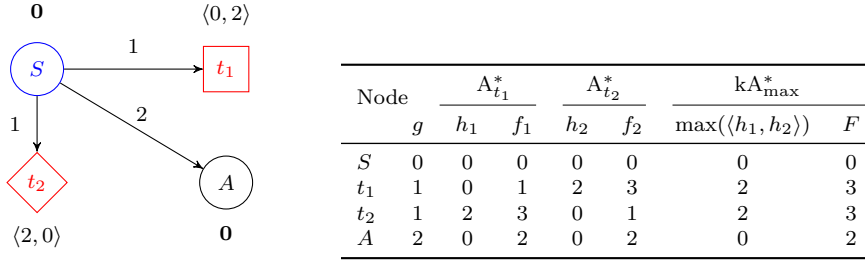 0
⟨0, 2⟩
S
1
t₁
1
2
t₂
A
⟨2, 0⟩
0
Node A*ₜ₁ A*ₜ₂ kA*ₘₐₓ
g h₁ f₁ h₂ f₂ max(⟨h₁, h₂⟩) F
S 0 0 0 0 0 0 0
t₁ 1 0 1 2 3 2 3
t₂ 1 2 3 0 1 2 3
A 2 0 2 0 2 0 2